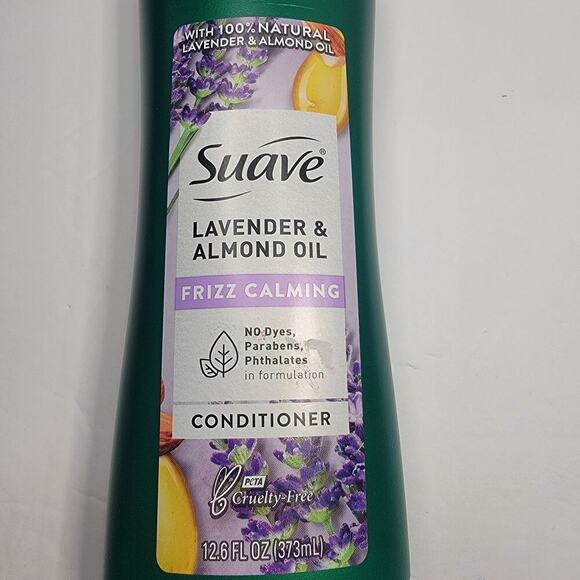 WITH 100% NATURAL
LAVENDER & ALMOND OIL
Suave®
LAVENDER &
ALMOND OIL
FRIZZ CALMING
NO Dyes,
Parabens,
Phthalates
in formulation
CONDITIONER
PETA
Cruelty-Free
12.6 FL OZ (373mL)